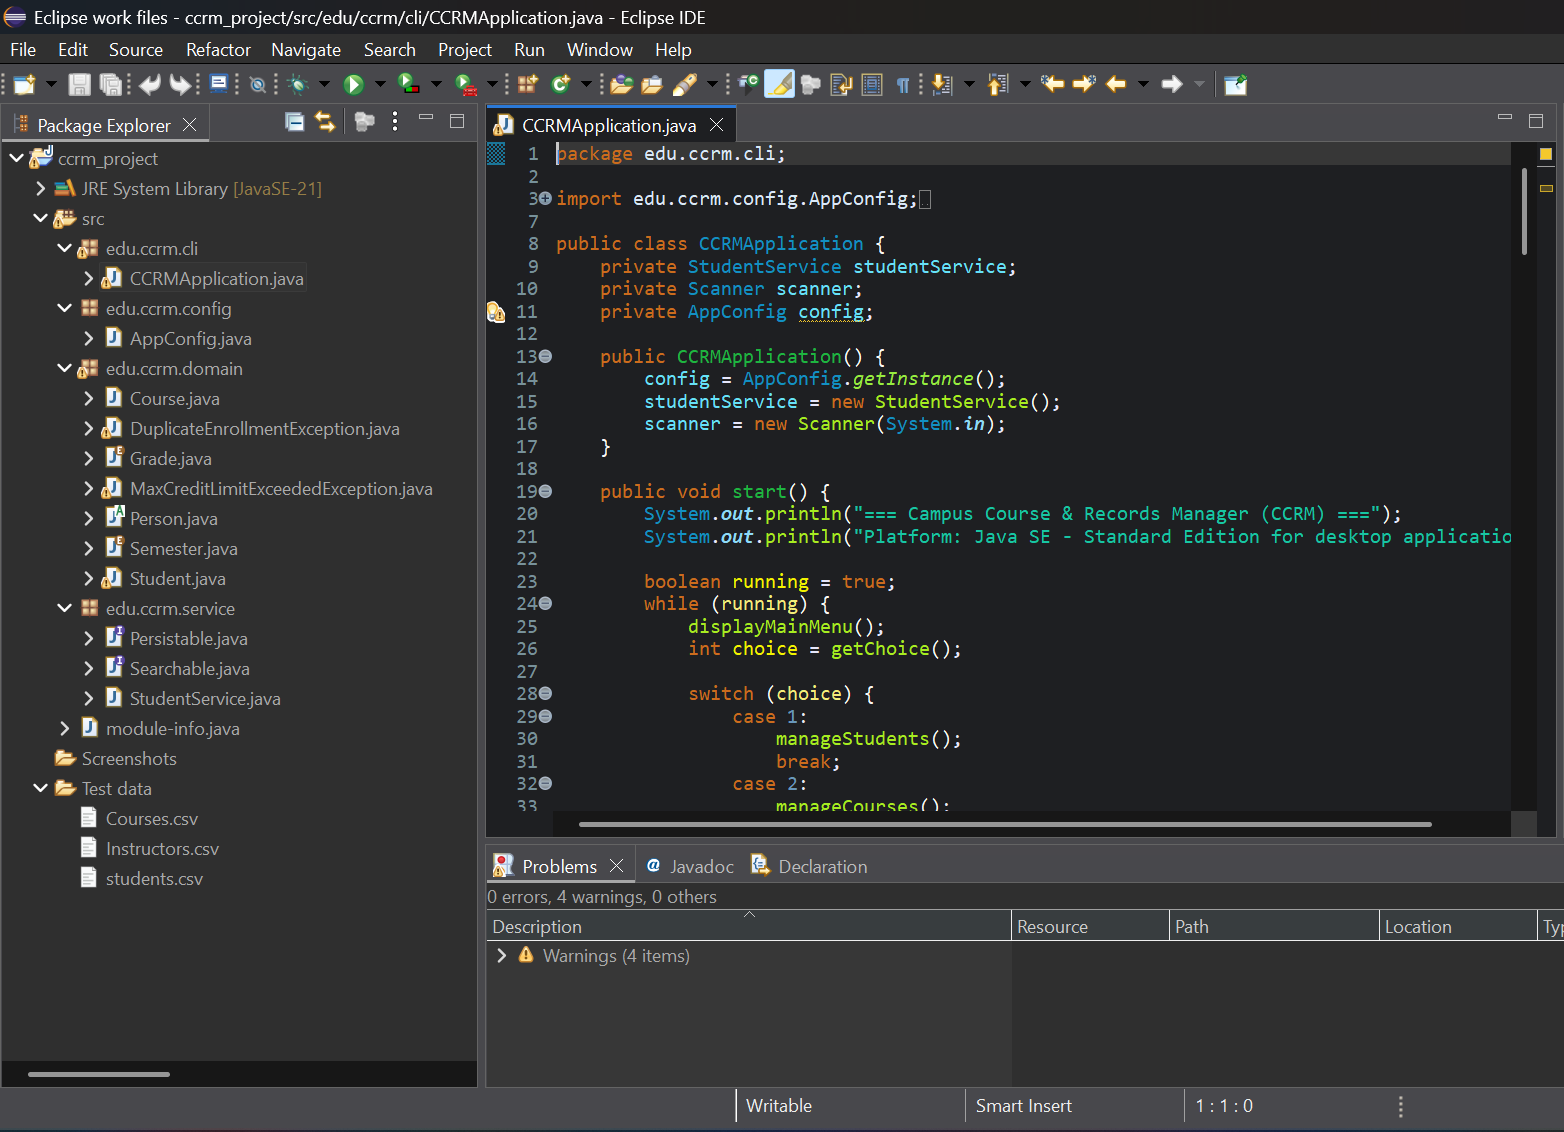 Eclipse work files - ccrm_project/src/edu/ccrm/cli/CCRMApplication.java - Eclipse IDE
File Edit Source Refactor Navigate Search Project Run Window Help
Package Explorer
ccrm_project
JRE System Library [JavaSE-21]
src
edu.ccrm.cli
CCRMApplication.java
edu.ccrm.config
AppConfig.java
edu.ccrm.domain
Course.java
DuplicateEnrollmentException.java
Grade.java
MaxCreditLimitExceededException.java
Person.java
Semester.java
Student.java
edu.ccrm.service
Persistable.java
Searchable.java
StudentService.java
module-info.java
Screenshots
Test data
Courses.csv
Instructors.csv
students.csv
CCRMApplication.java
1 package edu.ccrm.cli;
2
3 import edu.ccrm.config.AppConfig;
7
8 public class CCRMApplication {
9 private StudentService studentService;
10 private Scanner scanner;
11 private AppConfig config;
12
13 public CCRMApplication() {
14 config = AppConfig.getInstance();
15 studentService = new StudentService();
16 scanner = new Scanner(System.in);
17 }
18
19 public void start() {
20 System.out.println("=== Campus Course & Records Manager (CCRM) ===");
21 System.out.println("Platform: Java SE - Standard Edition for desktop applicatio
22
23 boolean running = true;
24 while (running) {
25 displayMainMenu();
26 int choice = getChoice();
27
28 switch (choice) {
29 case 1:
30 manageStudents();
31 break;
32 case 2:
33 manageCourses();
Problems Javadoc Declaration
0 errors, 4 warnings, 0 others
Description Resource Path Location Typ
Warnings (4 items)
Writable Smart Insert 1 : 1 : 0